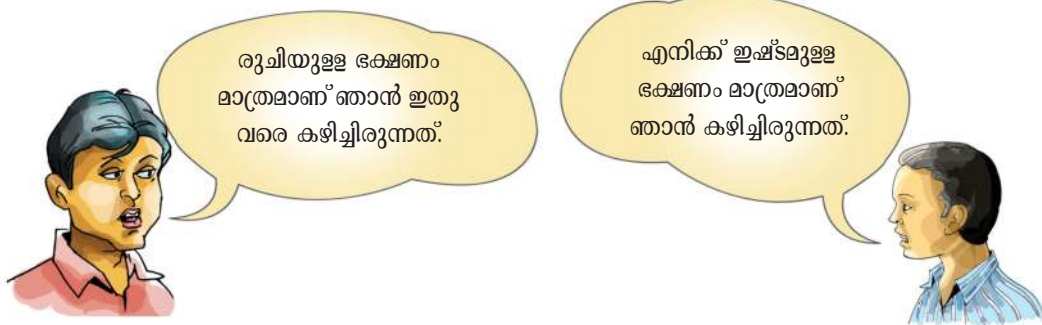 രുചിയുള്ള ഭക്ഷണം
മാത്രമാണ് ഞാൻ ഇതു
വരെ കഴിച്ചിരുന്നത്.
എനിക്ക് ഇഷ്ടമുള്ള
ഭക്ഷണം മാത്രമാണ്
ഞാൻ കഴിച്ചിരുന്നത്.